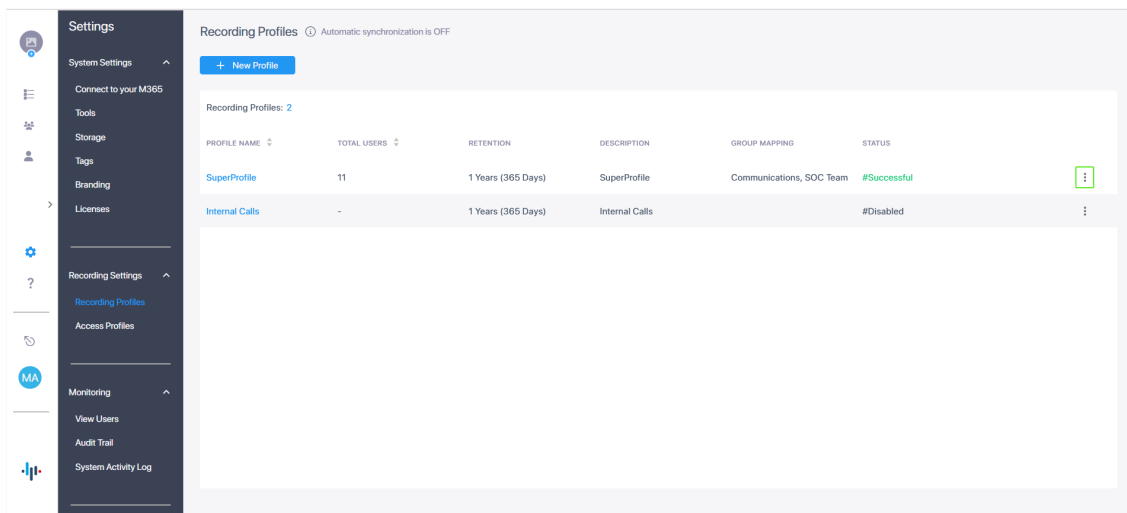 Settings
System Settings
Connect to your M365
Tools
Storage
Tags
Branding
Licenses
Recording Settings
Recording Profiles
Access Profiles
Monitoring
View Users
Audit Trail
System Activity Log
?
MA
Recording Profiles Automatic synchronization is OFF
+ New Profile
Recording Profiles: 2
PROFILE NAME TOTAL USERS RETENTION DESCRIPTION GROUP MAPPING STATUS
SuperProfile 11 1 Years (365 Days) SuperProfile Communications, SOC Team #Successful
Internal Calls - 1 Years (365 Days) Internal Calls #Disabled